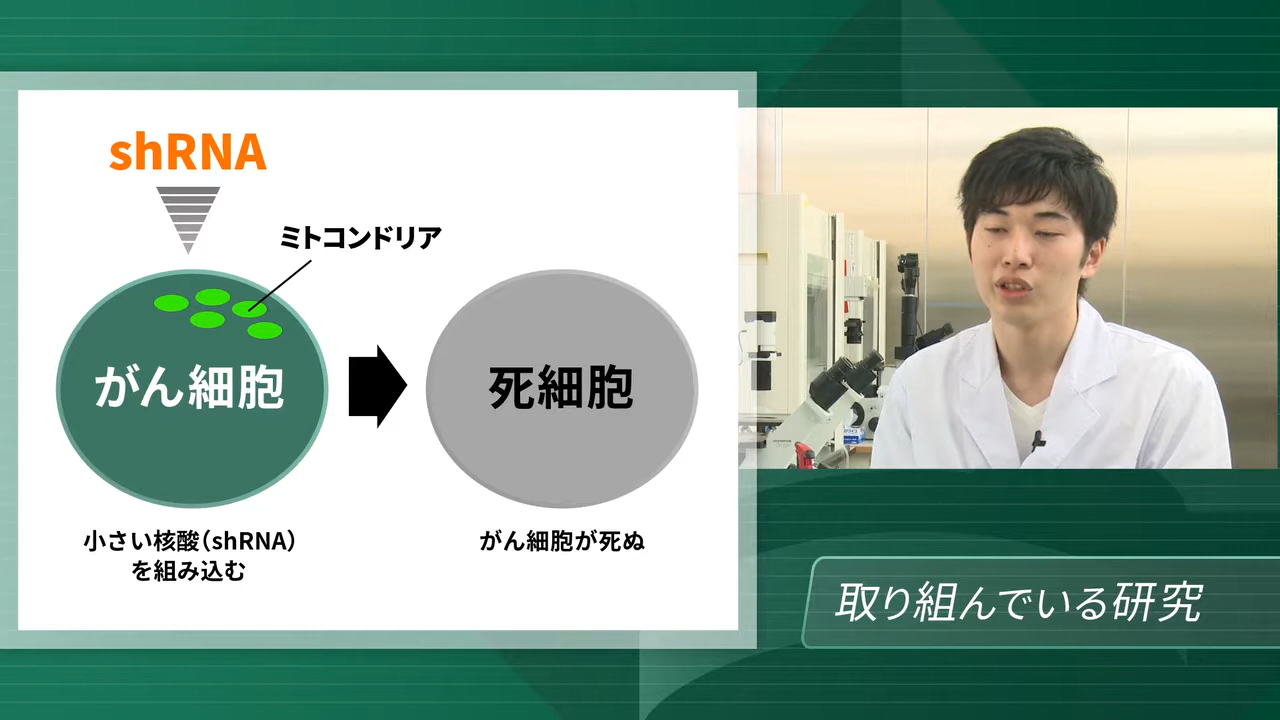 shRNA
ミトコンドリア
がん細胞
死細胞
小さい核酸(shRNA)
を組み込む
がん細胞が死ぬ
取り組んでいる研究